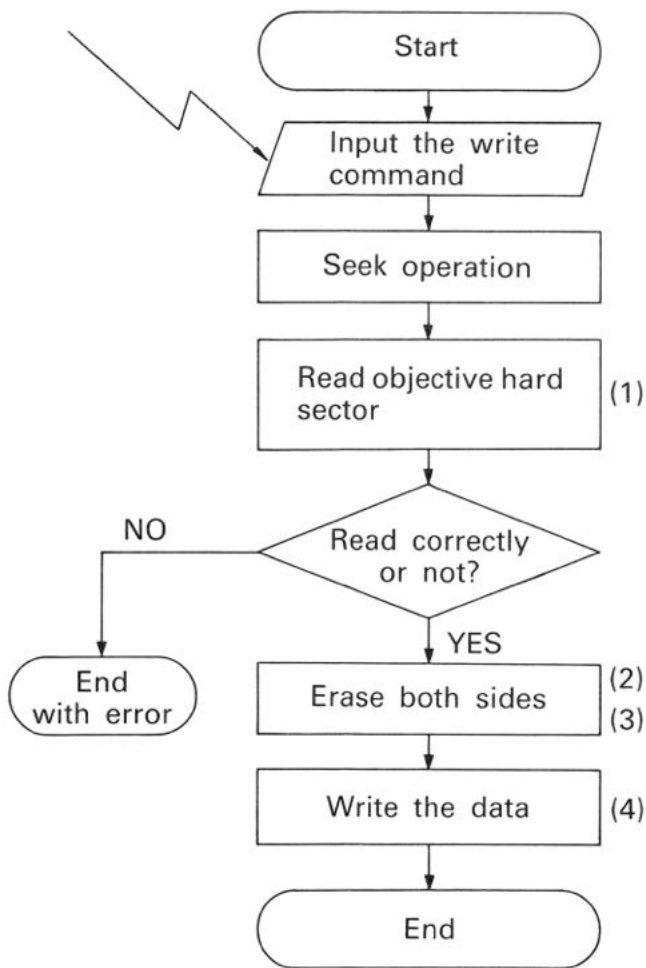 Start
Input the write
command
Seek operation
Read objective hard
sector
(1)
Read correctly
or not?
NO
YES
End
with error
Erase both sides
(2)
(3)
Write the data
(4)
End